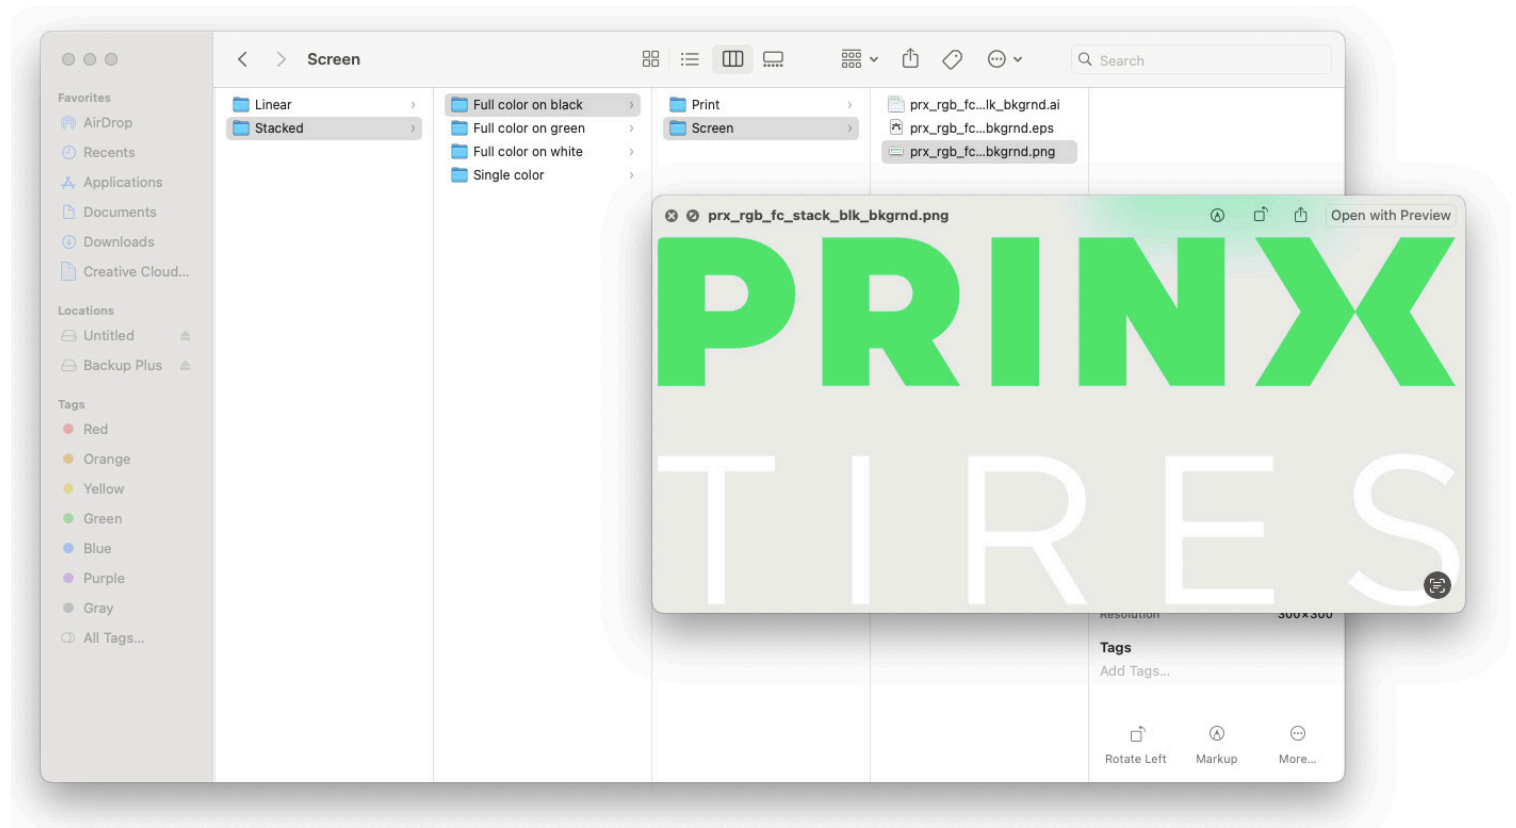 Screen
Search
Favorites
AirDrop
Recents
Applications
Documents
Downloads
Creative Cloud...
Locations
Untitled
Backup Plus
Tags
Red
Orange
Yellow
Green
Blue
Purple
Gray
All Tags...
Linear
Stacked
Full color on black
Full color on green
Full color on white
Single color
Print
Screen
prx_rgb_fc...lk_bkgrnd.ai
prx_rgb_fc...bkgrnd.eps
prx_rgb_fc...bkgrnd.png
prx_rgb_fc_stack_blk_bkgrnd.png
Open with Preview
PRINX
TIRES
Resolution 300×300
Tags
Add Tags...
Rotate Left Markup More...